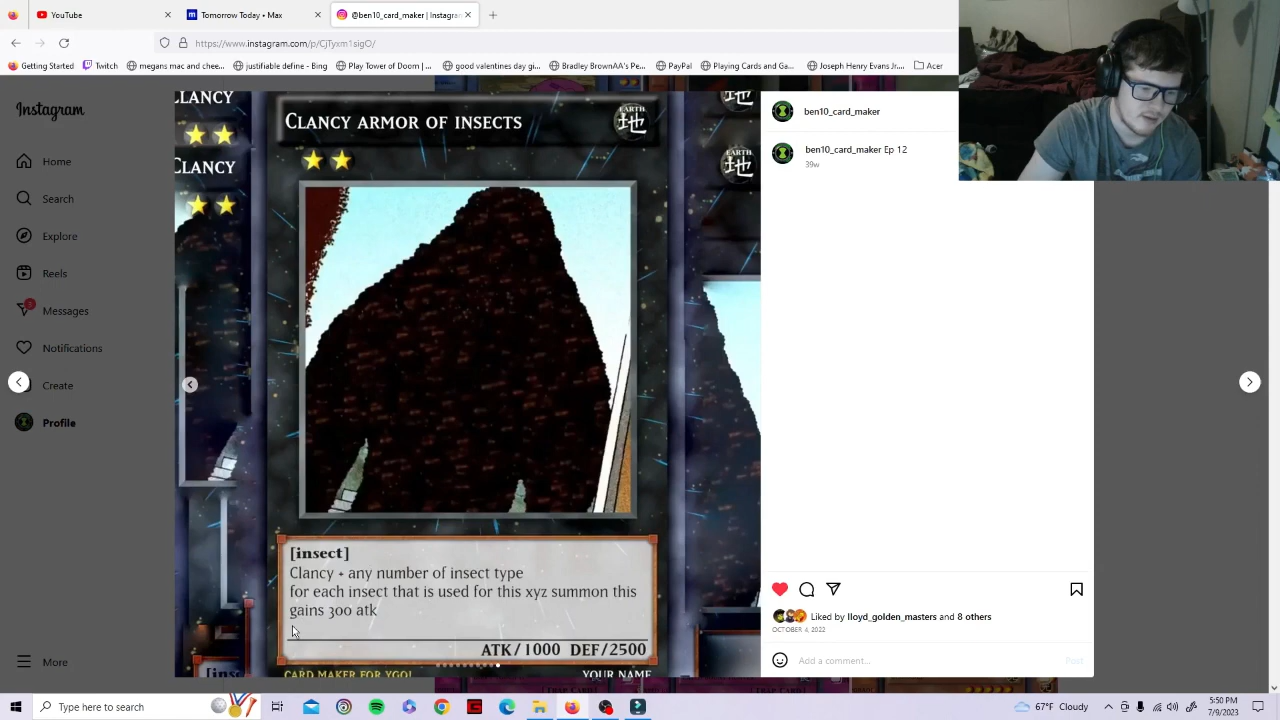 YouTube
Tomorrow Today • Max
@ben10_card_maker | Instagram
https://www.instagram.com/p/CjTyxm1sigO/
Getting Started
Twitch
megans mac and chee...
justifiable define - Bing
Play Tower of Doom | ...
good valentines day gi...
Bradley BrownAA's Pe...
PayPal
Playing Cards and Ga...
Joseph Henry Evans Jr...
Acer
Instagram
Home
Search
Explore
Reels
3
Messages
Notifications
Create
Profile
More
CLANCY
CLANCY
CLANCY ARMOR OF INSECTS
EARTH
地
EARTH
地
[insect]
Clancy + any number of insect type
for each insect that is used for this xyz summon this
gains 300 atk
ATK/1000 DEF/2500
CARD MAKER FOR YGO!
YOUR NAME
[inse
ben10_card_maker
ben10_card_maker Ep 12
39w
Liked by lloyd_golden_masters and 8 others
OCTOBER 4, 2022
Add a comment...
Post
Type here to search
67°F Cloudy
5:50 PM
7/9/2023